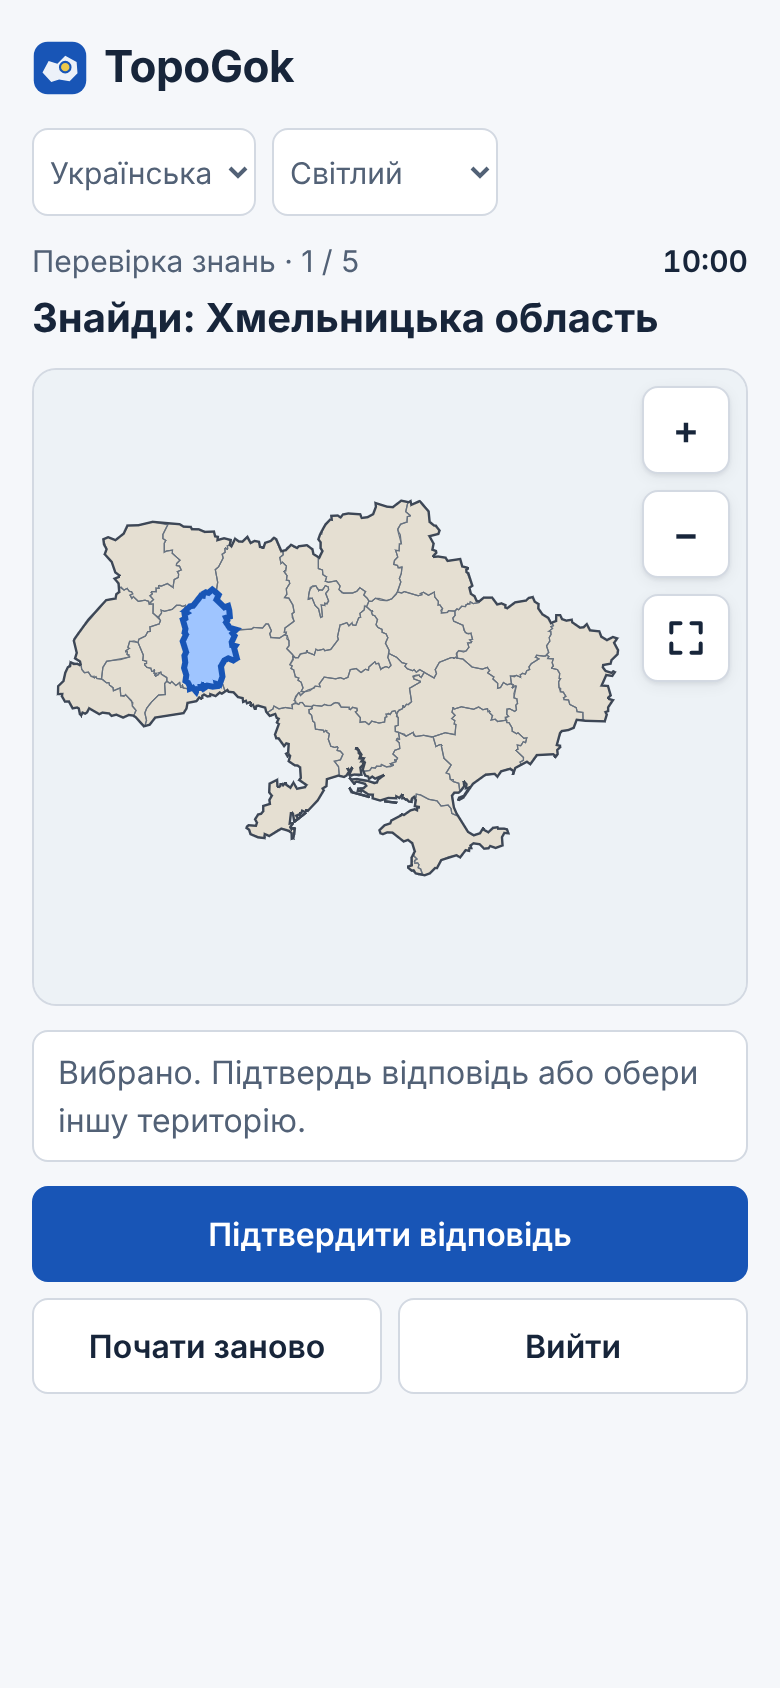 TopoGok
Українська
Світлий
Перевірка знань · 1 / 5
10:00
Знайди: Хмельницька область
+
−
Вибрано. Підтвердь відповідь або обери
іншу територію.
Підтвердити відповідь
Почати заново
Вийти